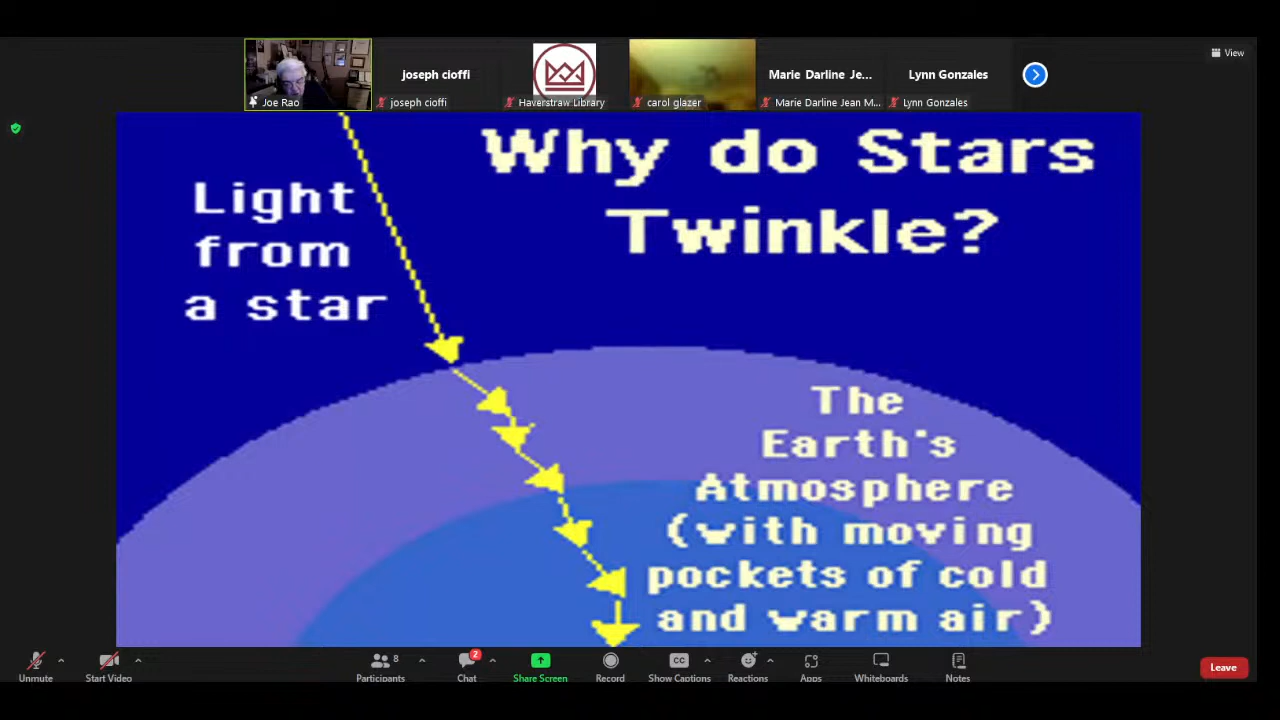 View
joseph cioffi
Marie Darline Je...
Lynn Gonzales
Joe Rao
joseph cioffi
Haverstraw Library
carol glazer
Marie Darline Jean M...
Lynn Gonzales
Why do Stars
Twinkle?
Light
from
a star
The
Earth's
Atmosphere
(with moving
pockets of cold
and warm air)
8
2
CC
Unmute
Start Video
Participants
Chat
Share Screen
Record
Show Captions
Reactions
Apps
Whiteboards
Notes
Leave